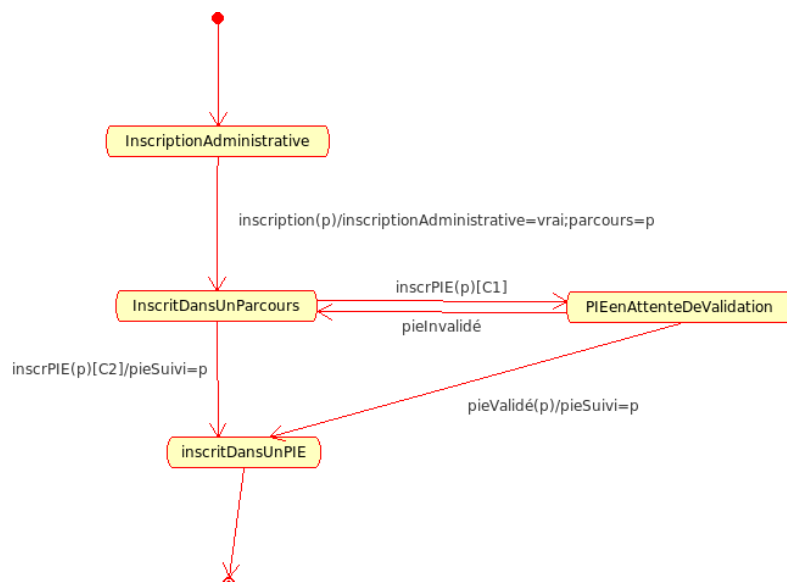 InscriptionAdministrative
inscription(p)/inscriptionAdministrative=vrai;parcours=p
inscrPIE(p)[C1]
InscritDansUnParcours
PIEenAttenteDeValidation
pieInvalidé
inscrPIE(p)[C2]/pieSuivi=p
pieValidé(p)/pieSuivi=p
inscritDansUnPIE